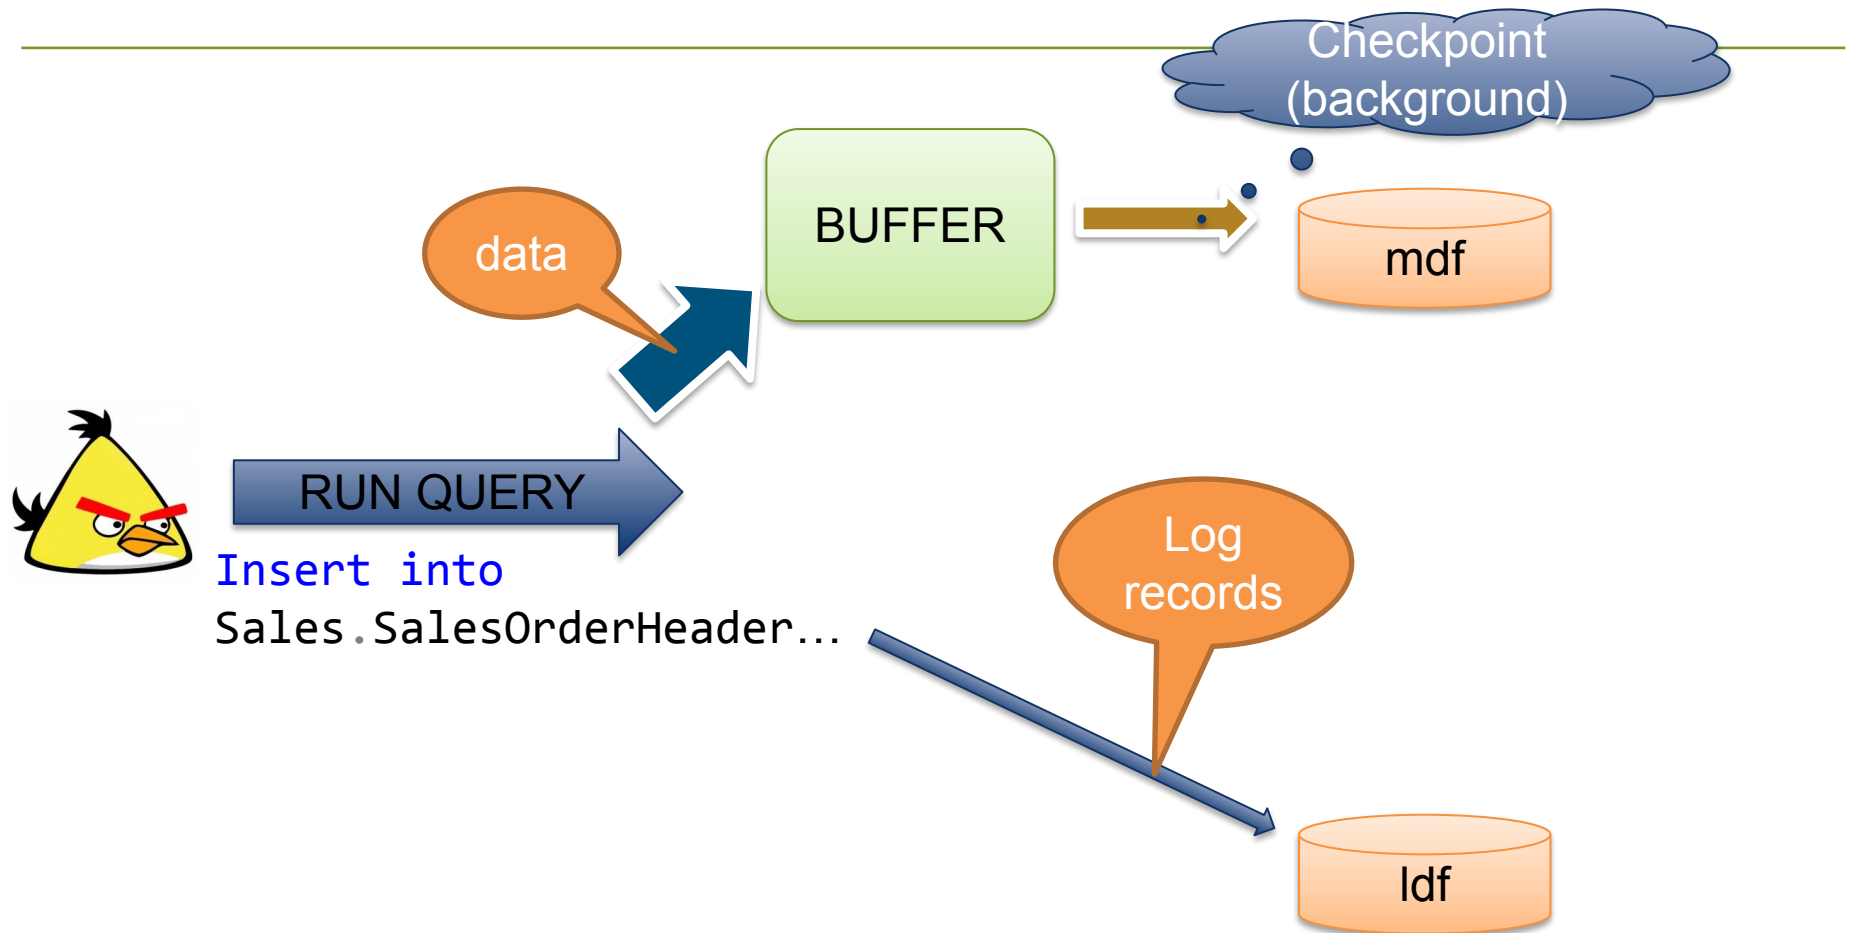 Checkpoint
(background)
BUFFER
data
mdf
RUN QUERY
Insert into
Sales.SalesOrderHeader…
Log
records
ldf